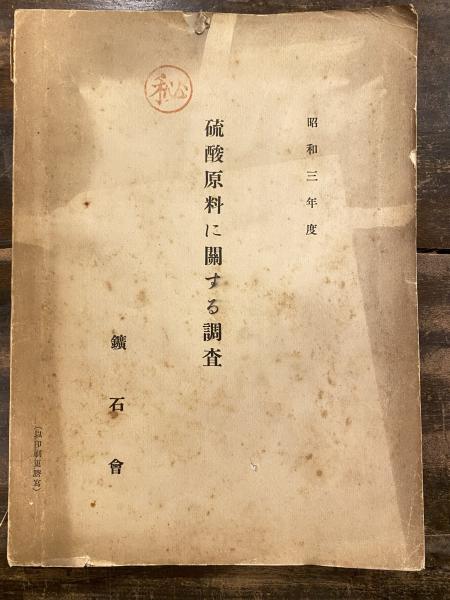 昭和三年度
㊙
硫酸原料に關する調査
鑛石會